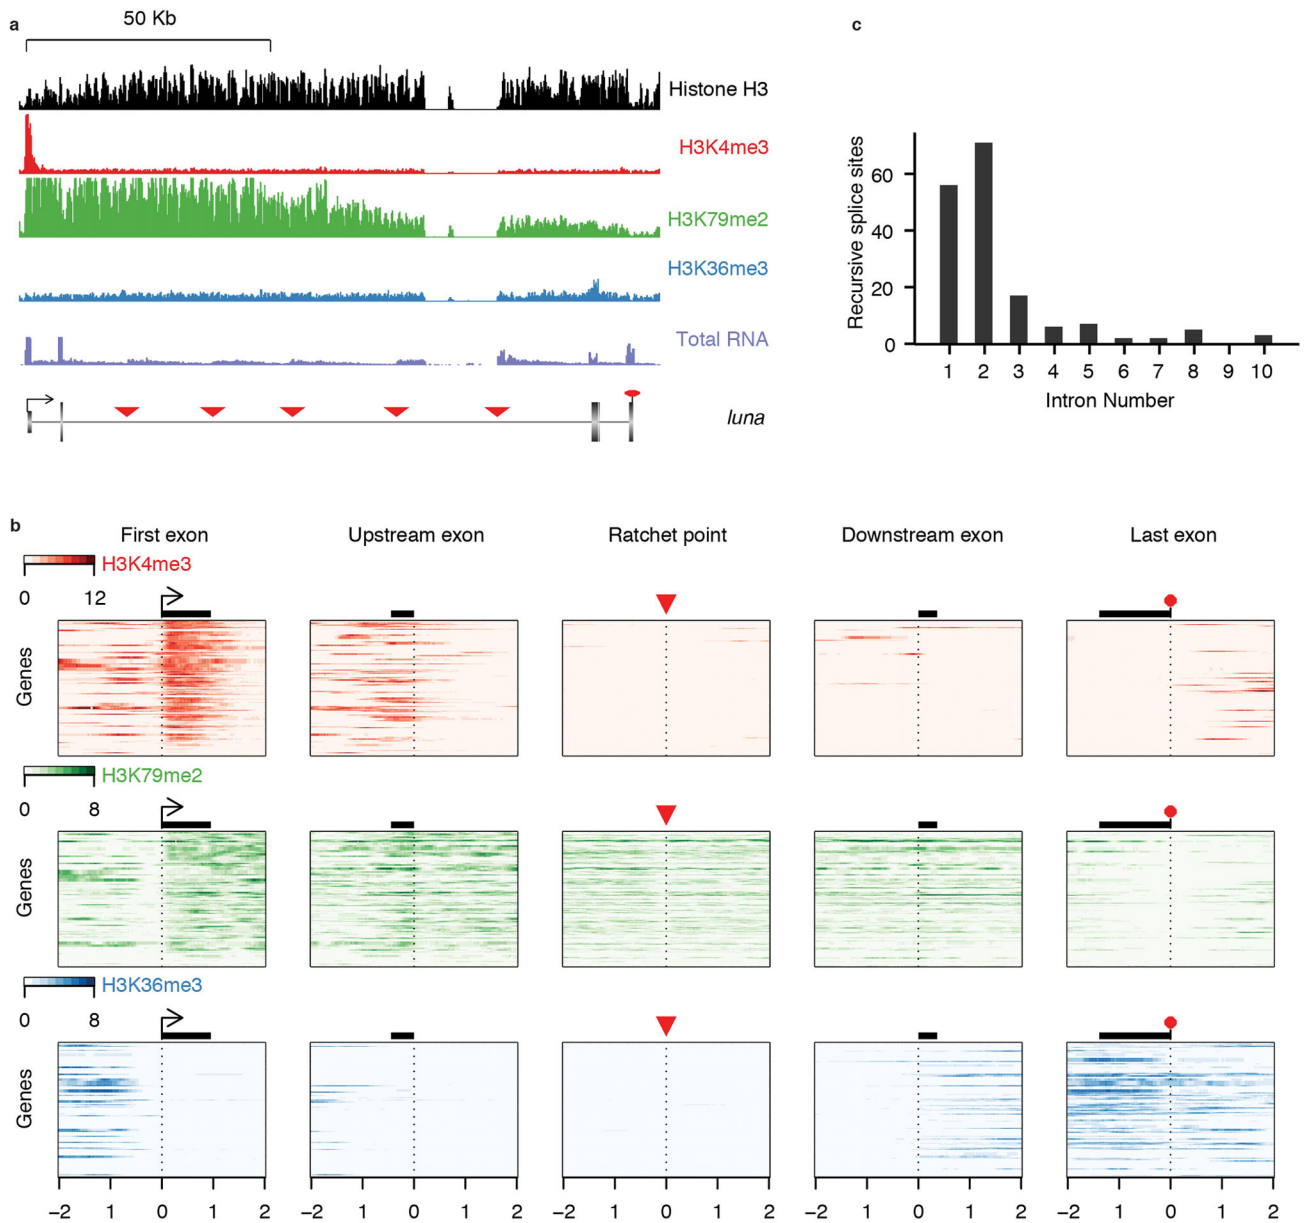 a
50 Kb
Histone H3
H3K4me3
H3K79me2
H3K36me3
Total RNA
luna
c
Recursive splice sites
60
40
20
0
1 2 3 4 5 6 7 8 9 10
Intron Number
b
First exon Upstream exon Ratchet point Downstream exon Last exon
H3K4me3
0 12
Genes
H3K79me2
0 8
Genes
H3K36me3
0 8
Genes
−2 1 0 1 2 −2 1 0 1 2 −2 1 0 1 2 −2 1 0 1 2 −2 1 0 1 2